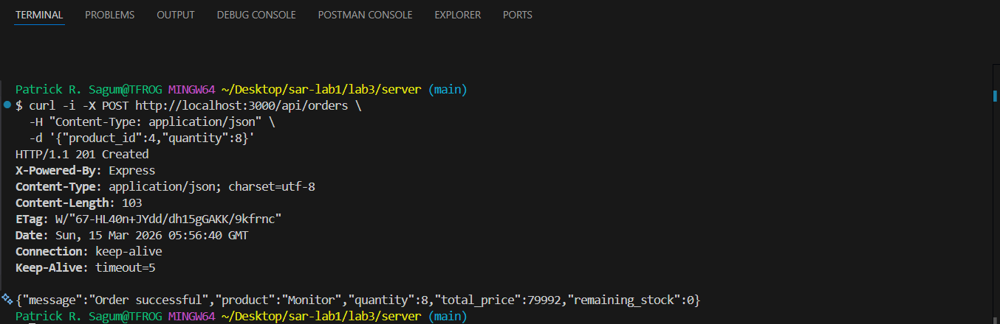 TERMINAL PROBLEMS OUTPUT DEBUG CONSOLE POSTMAN CONSOLE EXPLORER PORTS
Patrick R. Sagum@TFROG MINGW64 ~/Desktop/sar-lab1/lab3/server (main)
$ curl -i -X POST http://localhost:3000/api/orders \
-H "Content-Type: application/json" \
-d '{"product_id":4,"quantity":8}'
HTTP/1.1 201 Created
X-Powered-By: Express
Content-Type: application/json; charset=utf-8
Content-Length: 103
ETag: W/"67-HL40n+JYdd/dh15gGAKK/9kfrnc"
Date: Sun, 15 Mar 2026 05:56:40 GMT
Connection: keep-alive
Keep-Alive: timeout=5
{"message":"Order successful","product":"Monitor","quantity":8,"total_price":79992,"remaining_stock":0}
Patrick R. Sagum@TFROG MINGW64 ~/Desktop/sar-lab1/lab3/server (main)